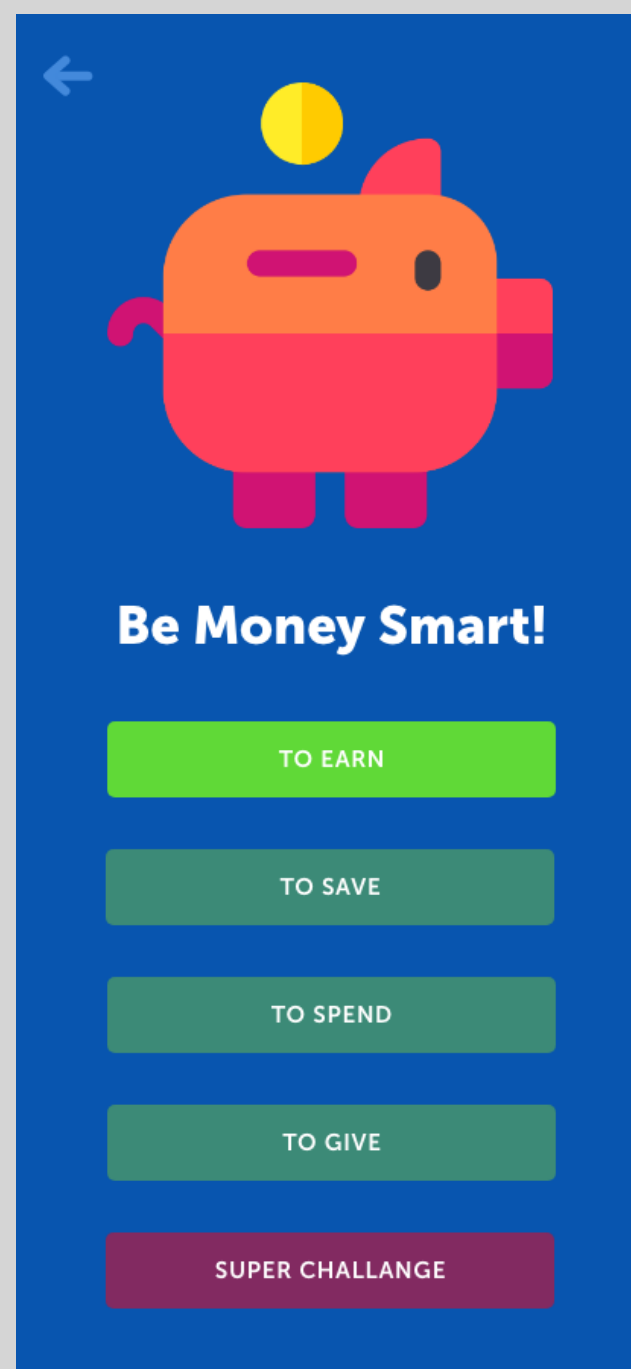 Be Money Smart!
TO EARN
TO SAVE
TO SPEND
TO GIVE
SUPER CHALLANGE